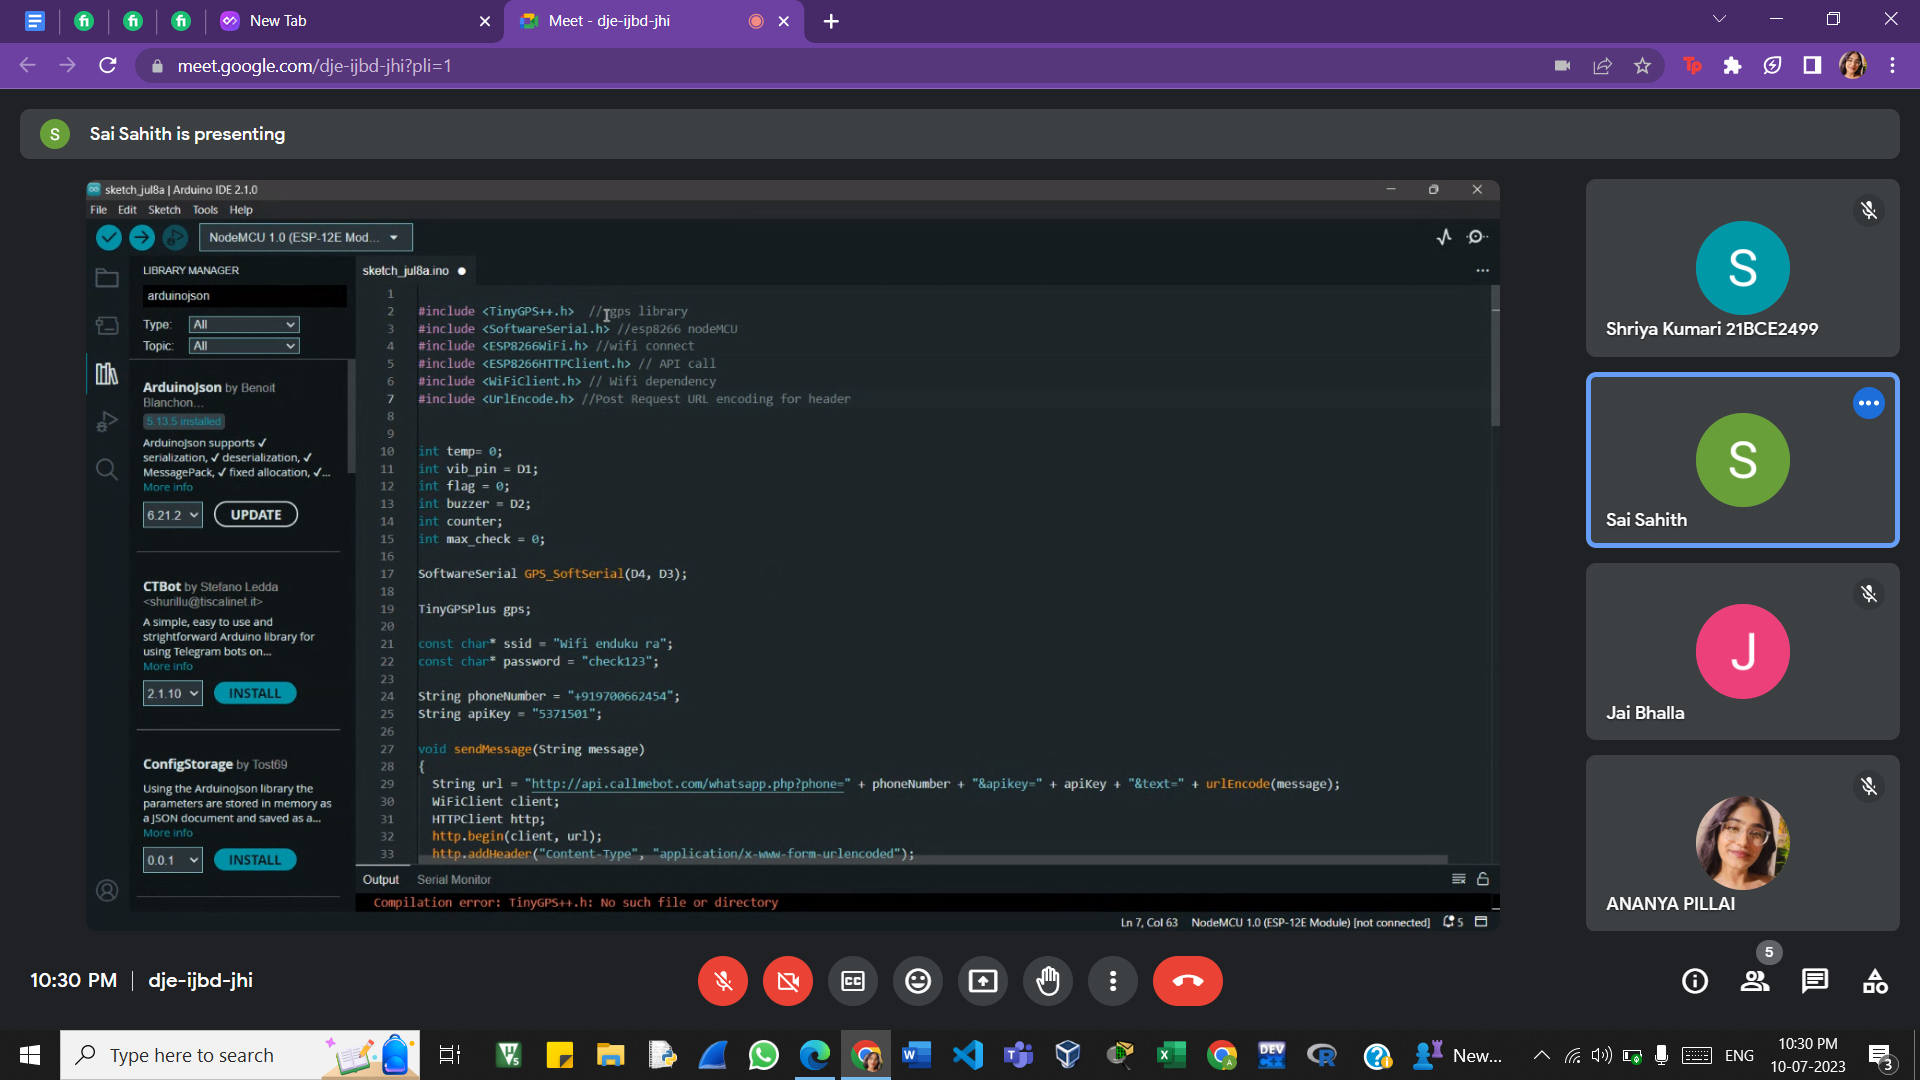 New Tab
Meet - dje-ijbd-jhi
meet.google.com/dje-ijbd-jhi?pli=1
S
Sai Sahith is presenting
sketch_jul8a | Arduino IDE 2.1.0
File Edit Sketch Tools Help
NodeMCU 1.0 (ESP-12E Mod...
LIBRARY MANAGER
arduinojson
Type: All
Topic: All
ArduinoJson by Benoit
Blanchon...
5.13.5 installed
ArduinoJson supports ✓
serialization, ✓ deserialization, ✓
MessagePack, ✓ fixed allocation, ✓...
More info
6.21.2 UPDATE
CTBot by Stefano Ledda
<shurillu@tiscalinet.it>
A simple, easy to use and
strightforward Arduino library for
using Telegram bots on...
More info
2.1.10 INSTALL
ConfigStorage by Tost69
Using the ArduinoJson library the
parameters are stored in memory as
a JSON document and saved as a...
More info
0.0.1 INSTALL
sketch_jul8a.ino
1
2 #include <TinyGPS++.h> // gps library
3 #include <SoftwareSerial.h> //esp8266 nodeMCU
4 #include <ESP8266WiFi.h> //wifi connect
5 #include <ESP8266HTTPClient.h> // API call
6 #include <WiFiClient.h> // Wifi dependency
7 #include <UrlEncode.h> //Post Request URL encoding for header
8
9
10 int temp= 0;
11 int vib_pin = D1;
12 int flag = 0;
13 int buzzer = D2;
14 int counter;
15 int max_check = 0;
16
17 SoftwareSerial GPS_SoftSerial(D4, D3);
18
19 TinyGPSPlus gps;
20
21 const char* ssid = "Wifi enduku ra";
22 const char* password = "check123";
23
24 String phoneNumber = "+919700662454";
25 String apiKey = "5371501";
26
27 void sendMessage(String message)
28 {
29 String url = "http://api.callmebot.com/whatsapp.php?phone=" + phoneNumber + "&apikey=" + apiKey + "&text=" + urlEncode(message);
30 WiFiClient client;
31 HTTPClient http;
32 http.begin(client, url);
33 http.addHeader("Content-Type", "application/x-www-form-urlencoded");
Output Serial Monitor
Compilation error: TinyGPS++.h: No such file or directory
Ln 7, Col 63 NodeMCU 1.0 (ESP-12E Module) [not connected] 5
S
Shriya Kumari 21BCE2499
S
Sai Sahith
J
Jai Bhalla
ANANYA PILLAI
10:30 PM | dje-ijbd-jhi
5
Type here to search
New...
ENG
10:30 PM
10-07-2023
3